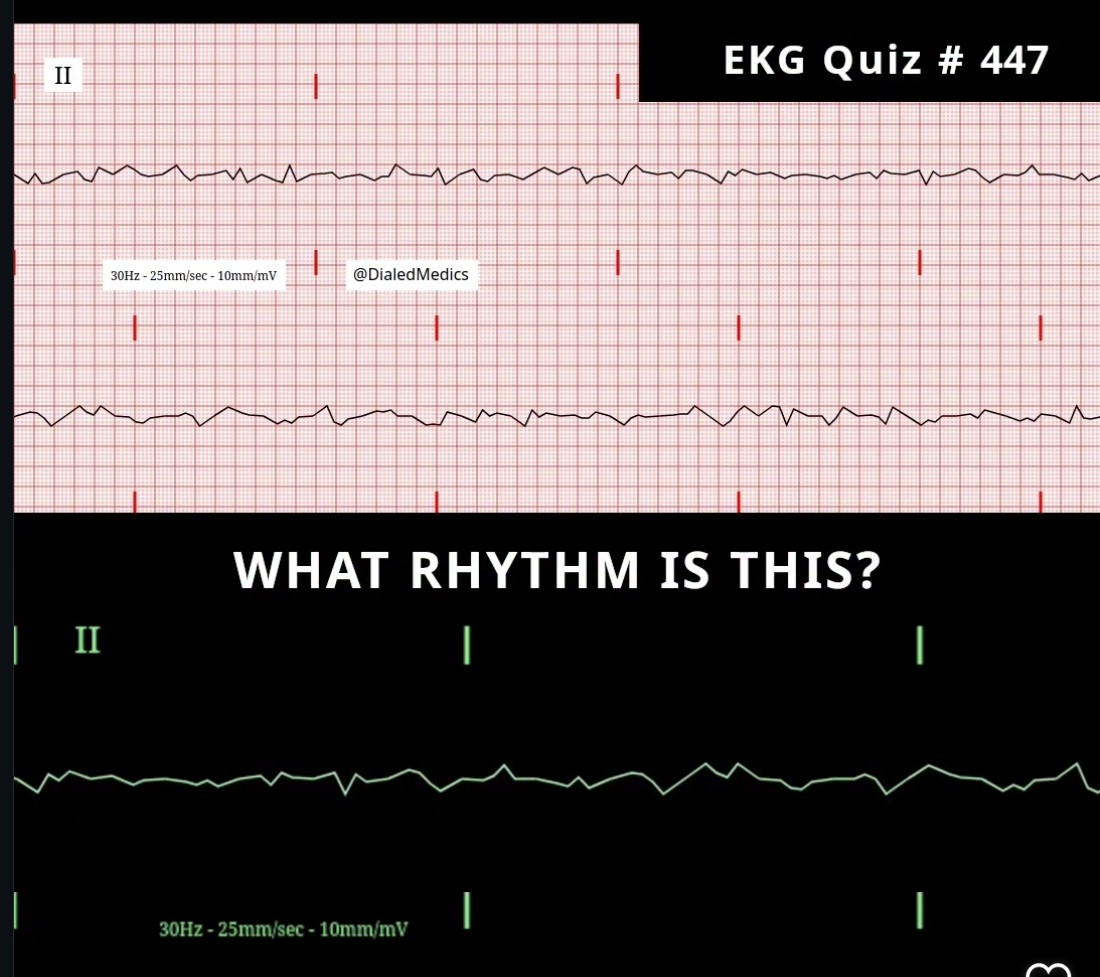 EKG Quiz # 447
II
30Hz - 25mm/sec - 10mm/mV
@DialedMedics
WHAT RHYTHM IS THIS?
II
30Hz - 25mm/sec - 10mm/mV